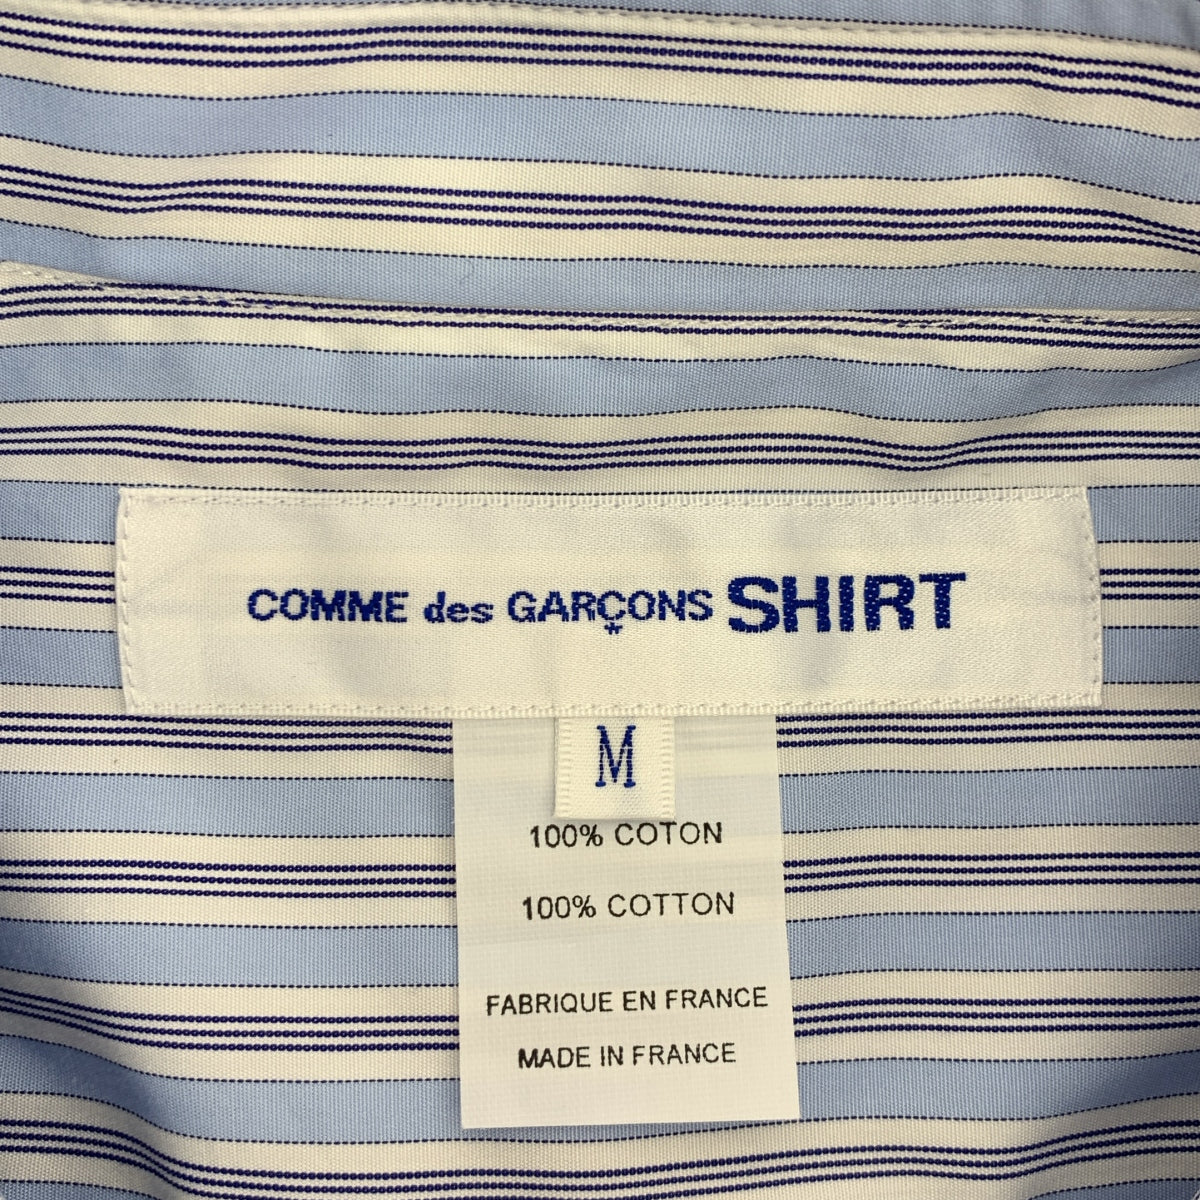 COMME des GARÇONS SHIRT
M
100% COTON
100% COTTON
FABRIQUE EN FRANCE
MADE IN FRANCE